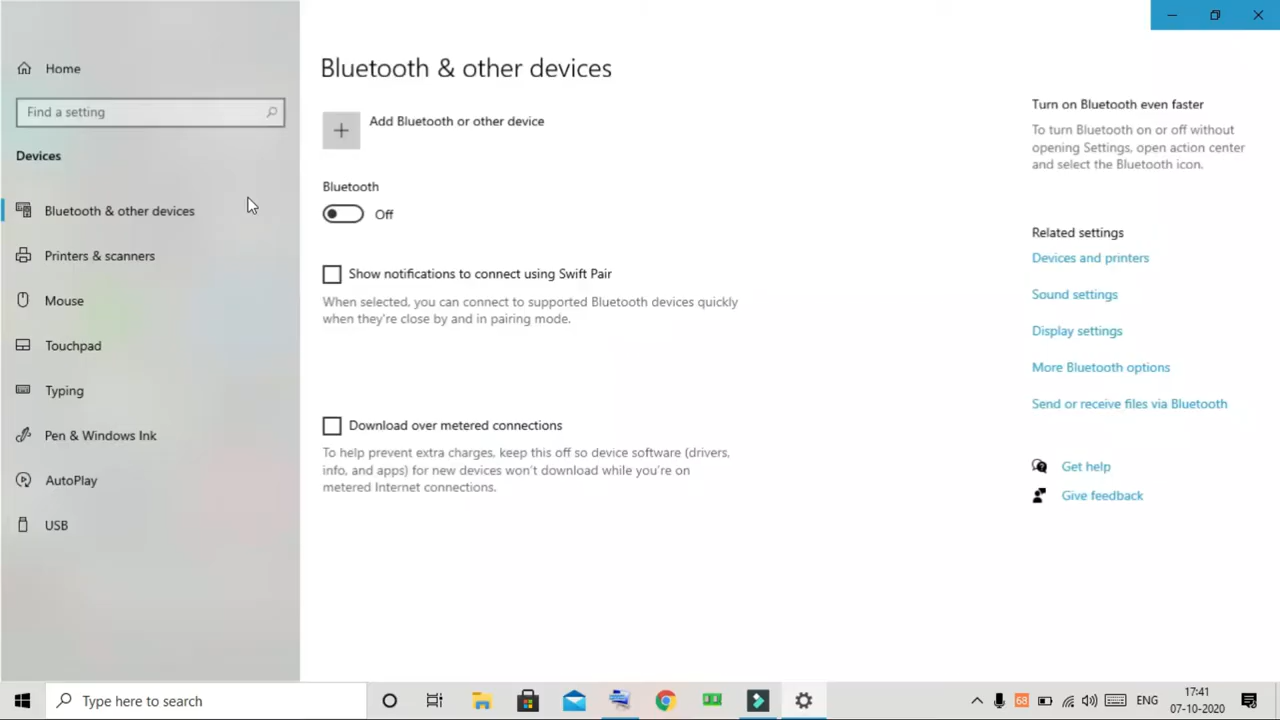 Home
Find a setting
Devices
Bluetooth & other devices
Printers & scanners
Mouse
Touchpad
Typing
Pen & Windows Ink
AutoPlay
USB
Bluetooth & other devices
Add Bluetooth or other device
Bluetooth
Off
Show notifications to connect using Swift Pair
When selected, you can connect to supported Bluetooth devices quickly
when they're close by and in pairing mode.
Download over metered connections
To help prevent extra charges, keep this off so device software (drivers,
info, and apps) for new devices won't download while you're on
metered Internet connections.
Turn on Bluetooth even faster
To turn Bluetooth on or off without
opening Settings, open action center
and select the Bluetooth icon.
Related settings
Devices and printers
Sound settings
Display settings
More Bluetooth options
Send or receive files via Bluetooth
Get help
Give feedback
Type here to search
68
ENG
17:41
07-10-2020